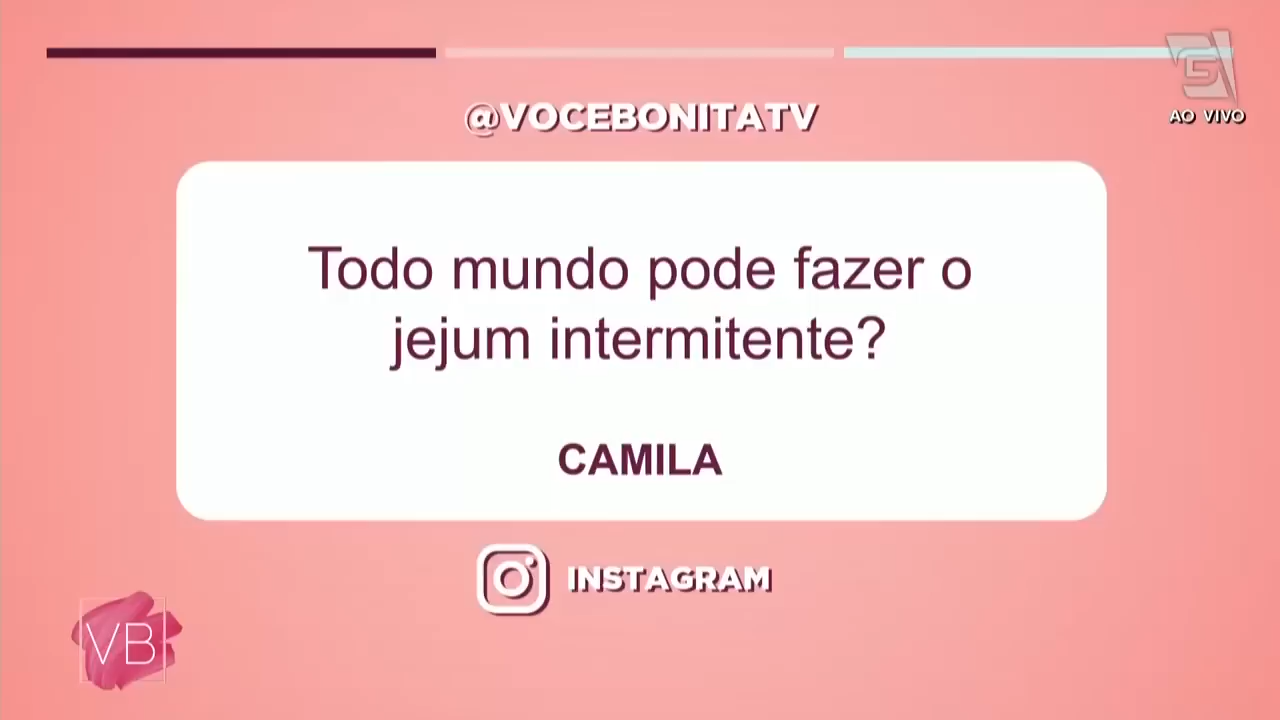 @VOCEBONITATV
AO VIVO
Todo mundo pode fazer o
jejum intermitente?
CAMILA
INSTAGRAM
VB